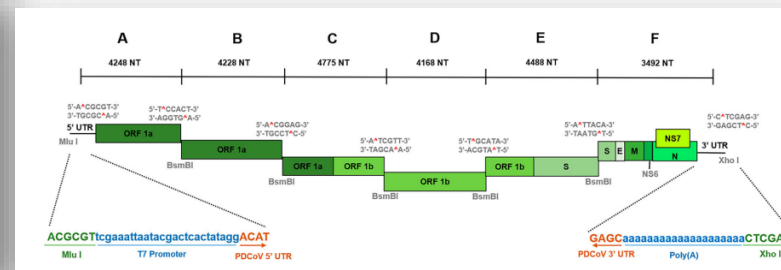 A B C D E F
4248 NT 4228 NT 4775 NT 4168 NT 4488 NT 3492 NT
5'-A^CGCGT-3' 5'-T^CCACT-3' 5'-A^CGGAG-3' 5'-A^TCGTT-3' 5'-T^GCATA-3' 5'-A^TTACA-3' 5'-C^TCGAG-3'
3'-TGCGC^A-5' 3'-AGGTG^A-5' 3'-TGCCT^C-5' 3'-TAGCA^A-5' 3'-ACGTA^T-5' 3'-TAATG^T-5' 3'-GAGCT^C-5'
5' UTR ORF 1a NS7
Mlu I ORF 1a S E M N 3' UTR
BsmBI ORF 1a ORF 1b ORF 1b S Xho I
BsmBI ORF 1b BsmBI NS6
BsmBI BsmBI
ACGCGTtcgaaattaatacgactcactataggACAT GAGCaaaaaaaaaaaaaaaaaaaaCTCGA
Mlu I T7 Promoter PDCoV 5' UTR PDCoV 3' UTR Poly(A) Xho I